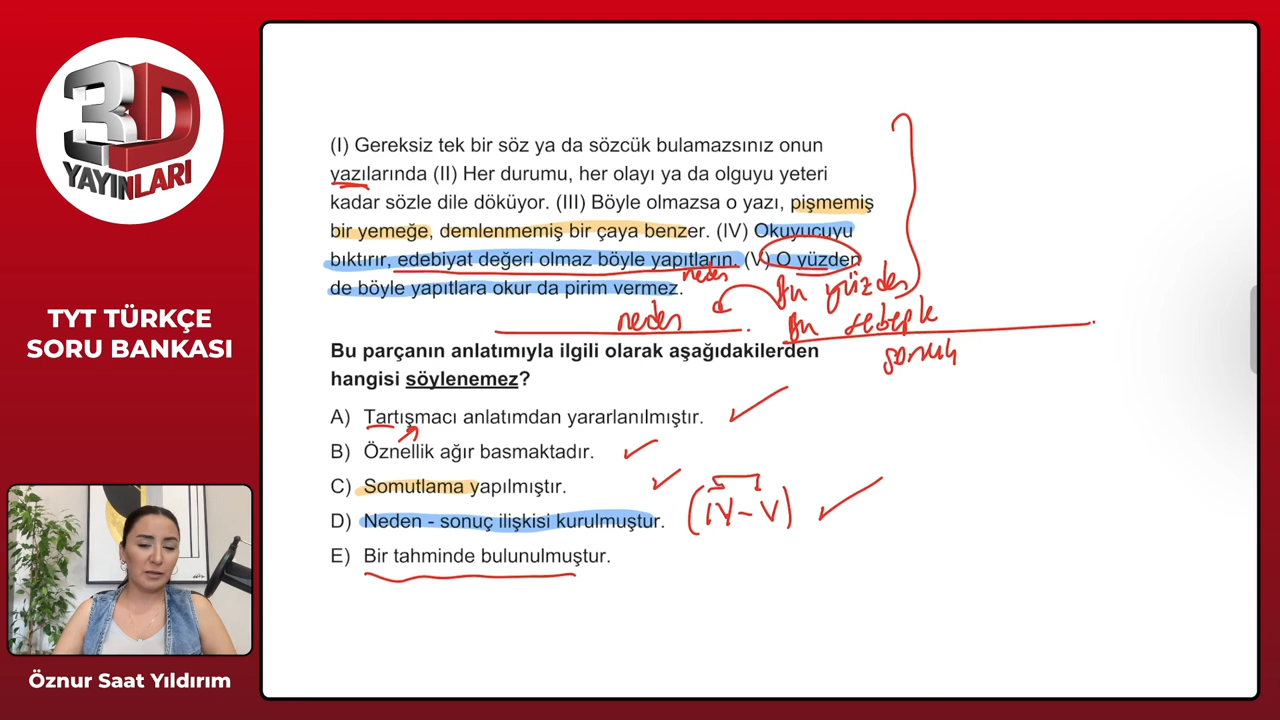 3D
YAYINLARI
TYT TÜRKÇE
SORU BANKASI
Öznur Saat Yıldırım
(I) Gereksiz tek bir söz ya da sözcük bulamazsınız onun
yazılarında (II) Her durumu, her olayı ya da olguyu yeteri
kadar sözle dile döküyor. (III) Böyle olmazsa o yazı, pişmemiş
bir yemeğe, demlenmemiş bir çaya benzer. (IV) Okuyucuyu
bıktırır, edebiyat değeri olmaz böyle yapıtların. (V) O yüzden
de böyle yapıtlara okur da pirim vermez.
neden
bu yüzden
neden
bu sebeple
sonuç
Bu parçanın anlatımıyla ilgili olarak aşağıdakilerden
hangisi söylenemez?
A) Tartışmacı anlatımdan yararlanılmıştır.
B) Öznellik ağır basmaktadır.
C) Somutlama yapılmıştır.
D) Neden - sonuç ilişkisi kurulmuştur. (IV-V)
E) Bir tahminde bulunulmuştur.